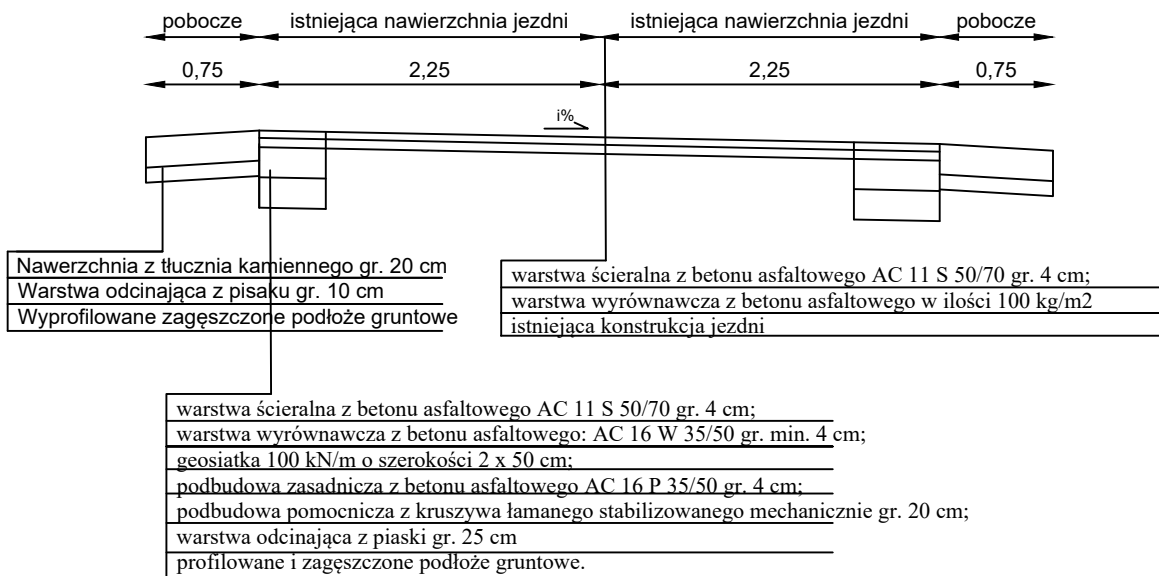 pobocze istniejąca nawierzchnia jezdni istniejąca nawierzchnia jezdni pobocze
0,75 2,25 2,25 0,75
i%
Nawerzchnia z tłucznia kamiennego gr. 20 cm
Warstwa odcinająca z pisaku gr. 10 cm
Wyprofilowane zagęszczone podłoże gruntowe
warstwa ścieralna z betonu asfaltowego AC 11 S 50/70 gr. 4 cm;
warstwa wyrównawcza z betonu asfaltowego w ilości 100 kg/m2
istniejąca konstrukcja jezdni
warstwa ścieralna z betonu asfaltowego AC 11 S 50/70 gr. 4 cm;
warstwa wyrównawcza z betonu asfaltowego: AC 16 W 35/50 gr. min. 4 cm;
geosiatka 100 kN/m o szerokości 2 x 50 cm;
podbudowa zasadnicza z betonu asfaltowego AC 16 P 35/50 gr. 4 cm;
podbudowa pomocnicza z kruszywa łamanego stabilizowanego mechanicznie gr. 20 cm;
warstwa odcinająca z piaski gr. 25 cm
profilowane i zagęszczone podłoże gruntowe.